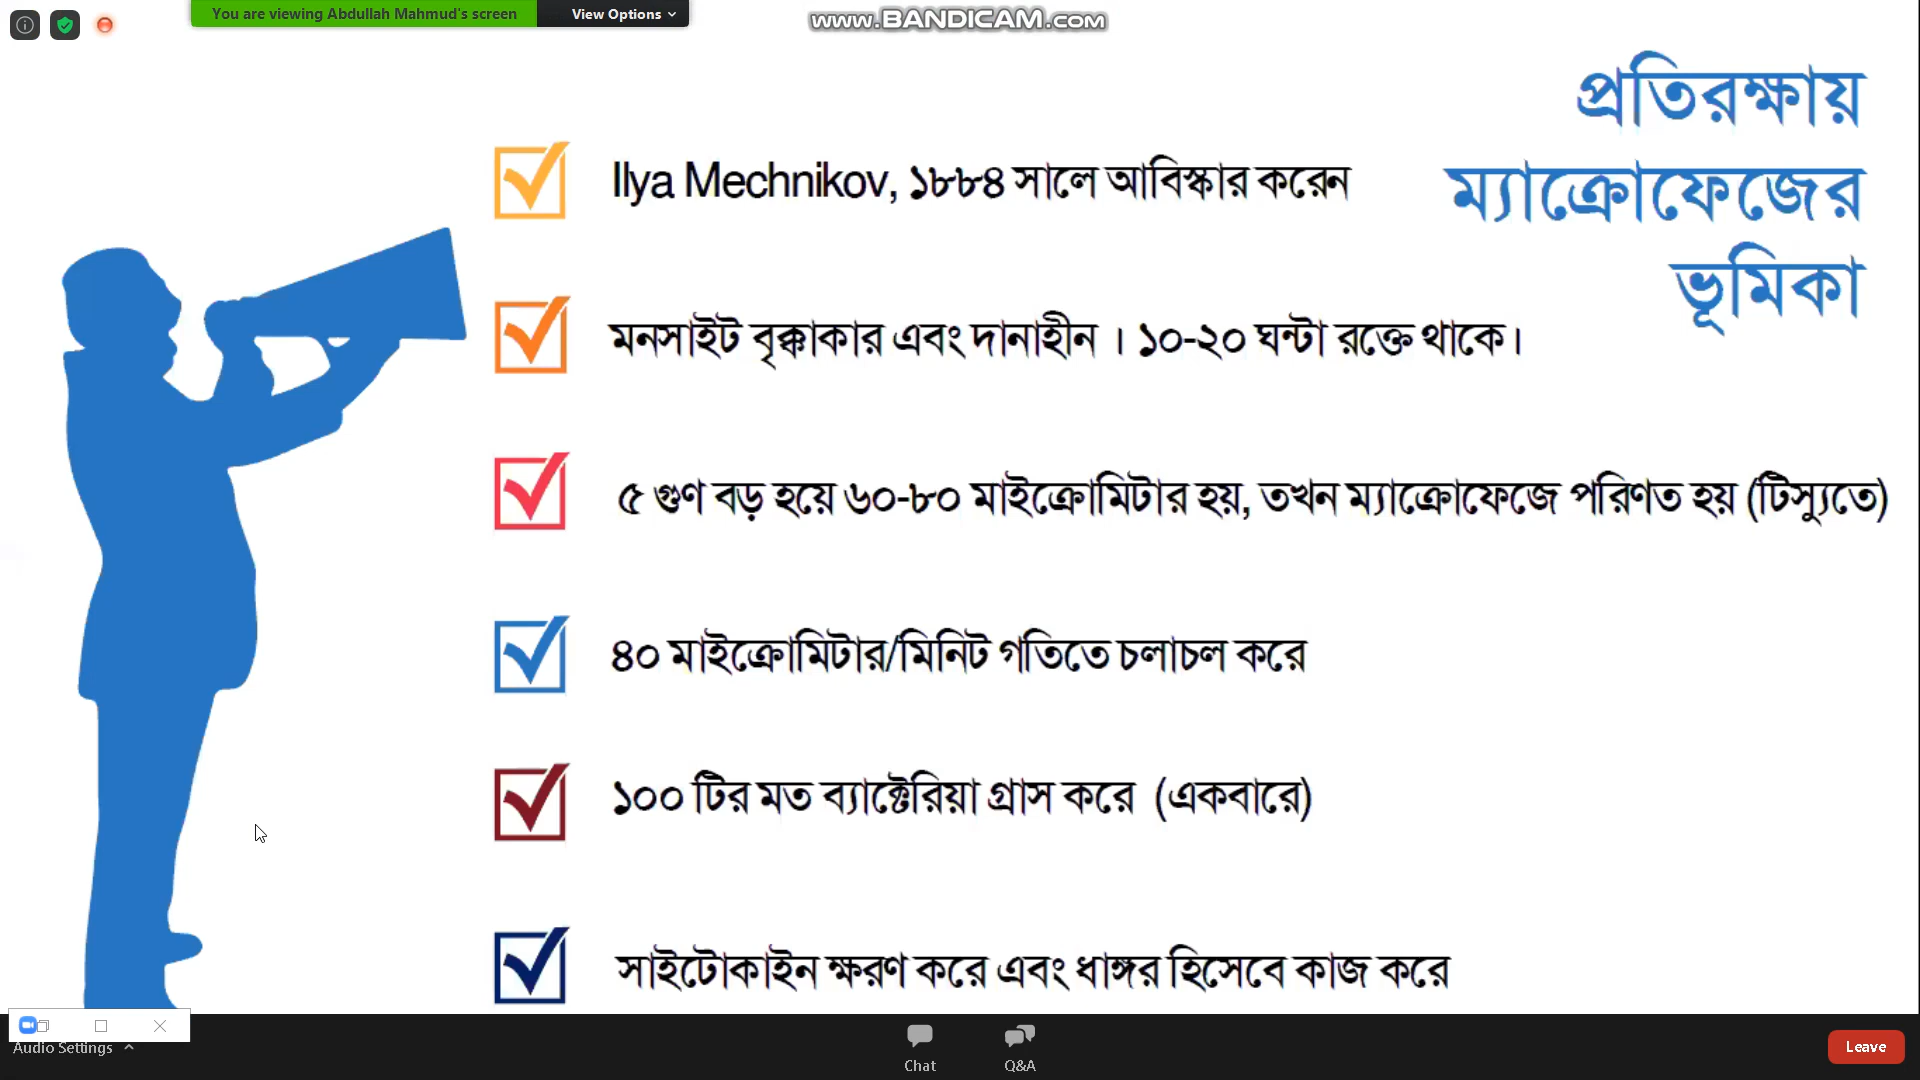 You are viewing Abdullah Mahmud's screen
View Options
www.BANDICAM.com
প্রতিরক্ষায়
ম্যাক্রোফেজের
ভূমিকা
Ilya Mechnikov, ১৮৮৪ সালে আবিস্কার করেন
মনসাইট বৃক্কাকার এবং দানাহীন । ১০-২০ ঘন্টা রক্তে থাকে।
৫ গুণ বড় হয়ে ৬০-৮০ মাইক্রোমিটার হয়, তখন ম্যাক্রোফেজে পরিণত হয় (টিস্যুতে)
৪০ মাইক্রোমিটার/মিনিট গতিতে চলাচল করে
১০০ টির মত ব্যাক্টেরিয়া গ্রাস করে (একবারে)
সাইটোকাইন ক্ষরণ করে এবং ধাঙ্গর হিসেবে কাজ করে
Audio Settings
Chat
Q&A
Leave